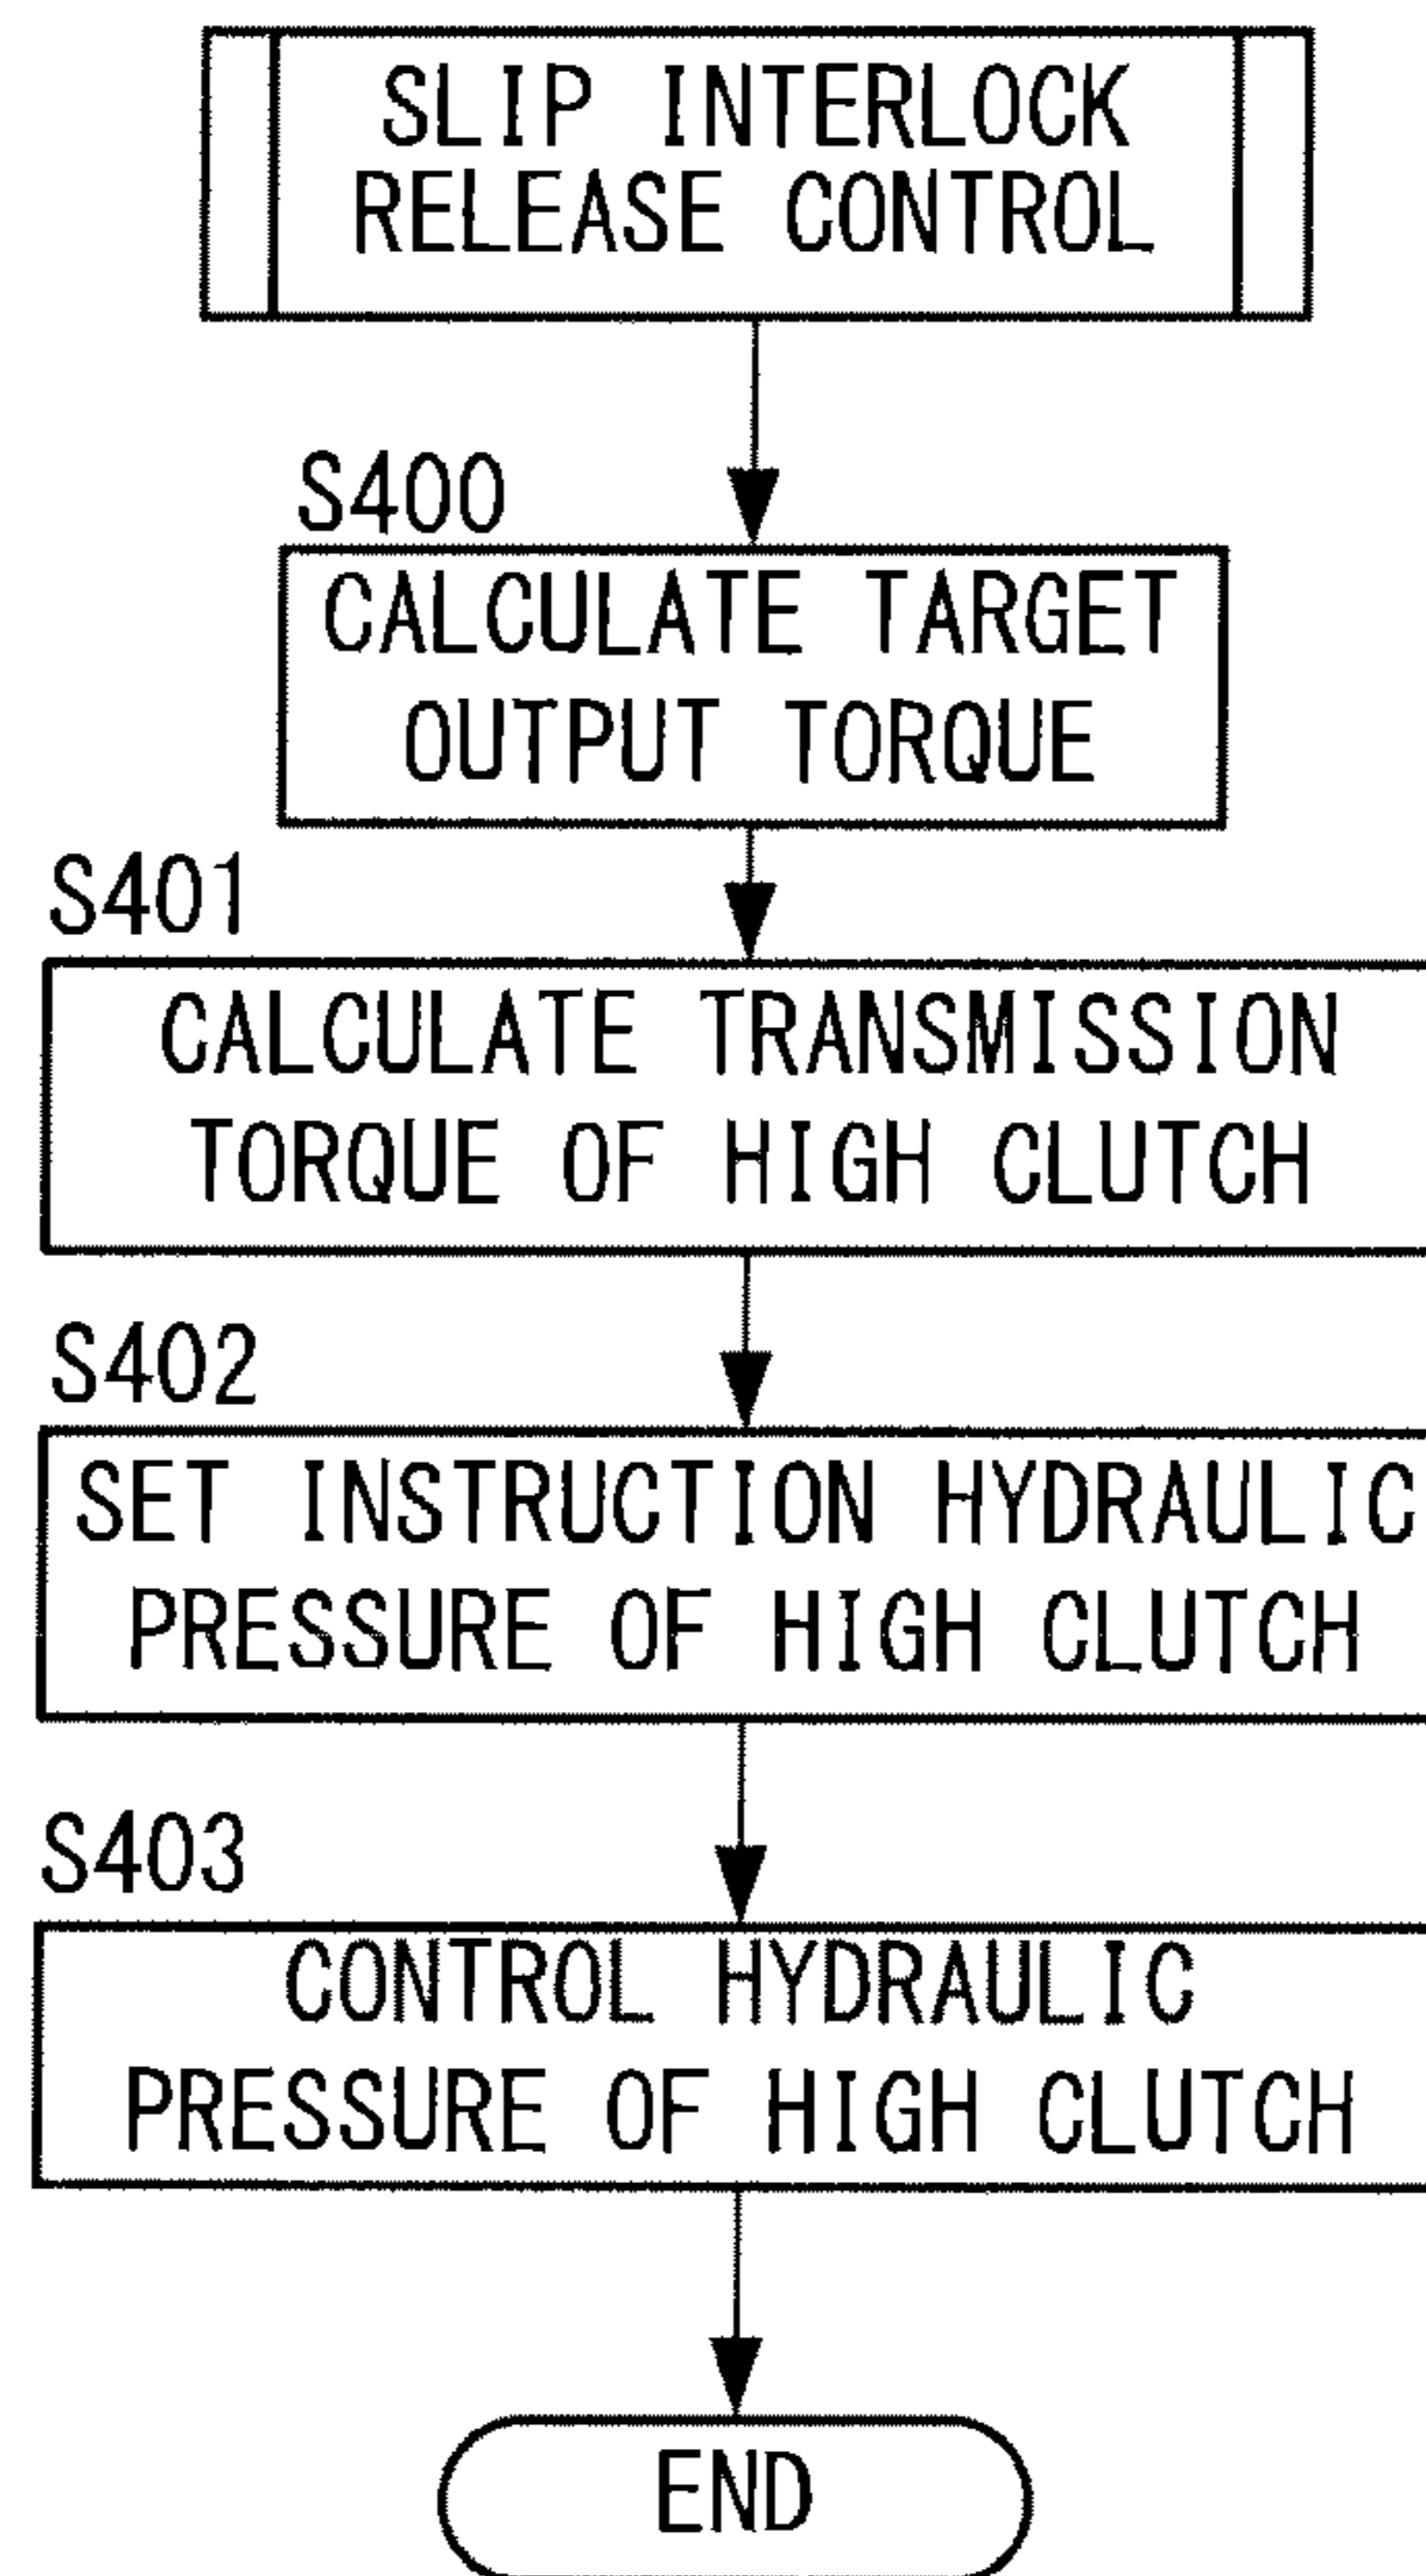 SLIP INTERLOCK
RELEASE CONTROL
S400
CALCULATE TARGET
OUTPUT TORQUE
S401
CALCULATE TRANSMISSION
TORQUE OF HIGH CLUTCH
S402
SET INSTRUCTION HYDRAULIC
PRESSURE OF HIGH CLUTCH
S403
CONTROL HYDRAULIC
PRESSURE OF HIGH CLUTCH
END